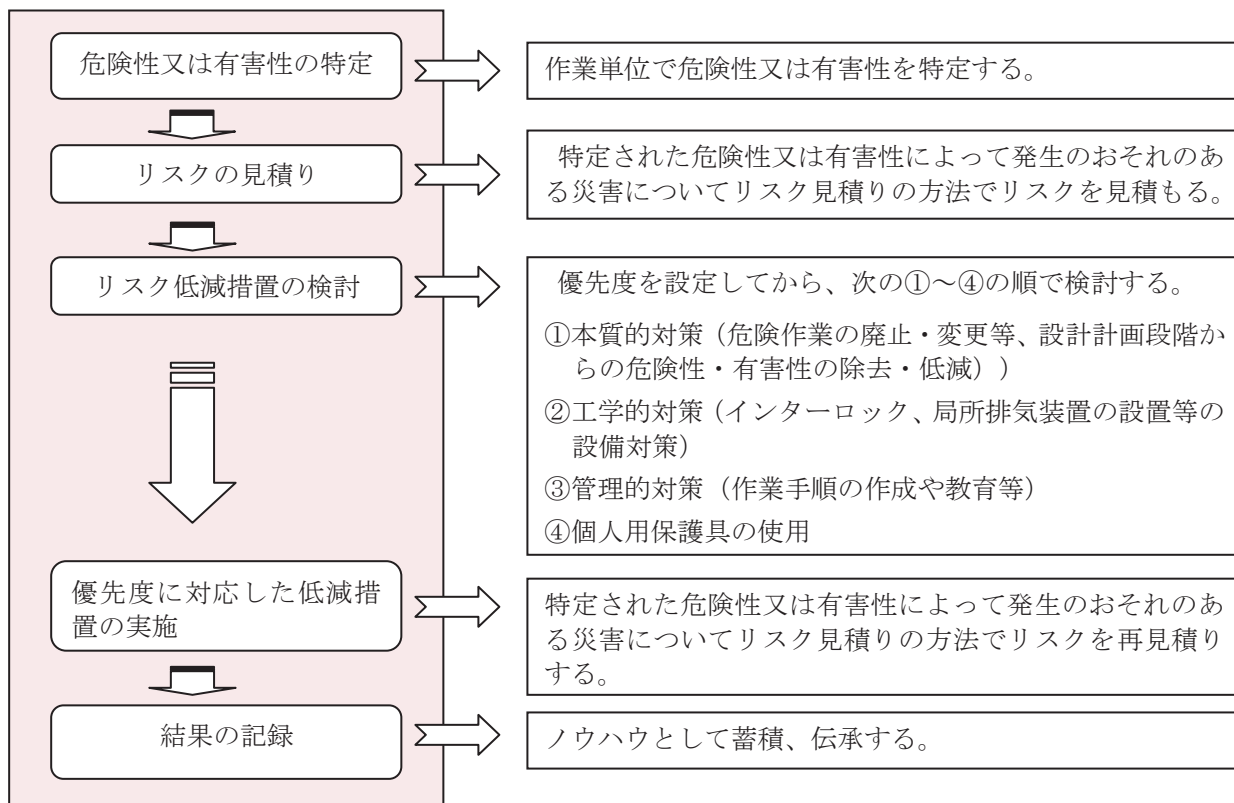 危険性又は有害性の特定
作業単位で危険性又は有害性を特定する。
リスクの見積り
特定された危険性又は有害性によって発生のおそれのあ
る災害についてリスク見積りの方法でリスクを見積もる。
リスク低減措置の検討
優先度を設定してから、次の①～④の順で検討する。
①本質的対策（危険作業の廃止・変更等、設計計画段階か
らの危険性・有害性の除去・低減））
②工学的対策（インターロック、局所排気装置の設置等の
設備対策）
③管理的対策（作業手順の作成や教育等）
④個人用保護具の使用
優先度に対応した低減措
置の実施
特定された危険性又は有害性によって発生のおそれのあ
る災害についてリスク見積りの方法でリスクを再見積り
する。
結果の記録
ノウハウとして蓄積、伝承する。